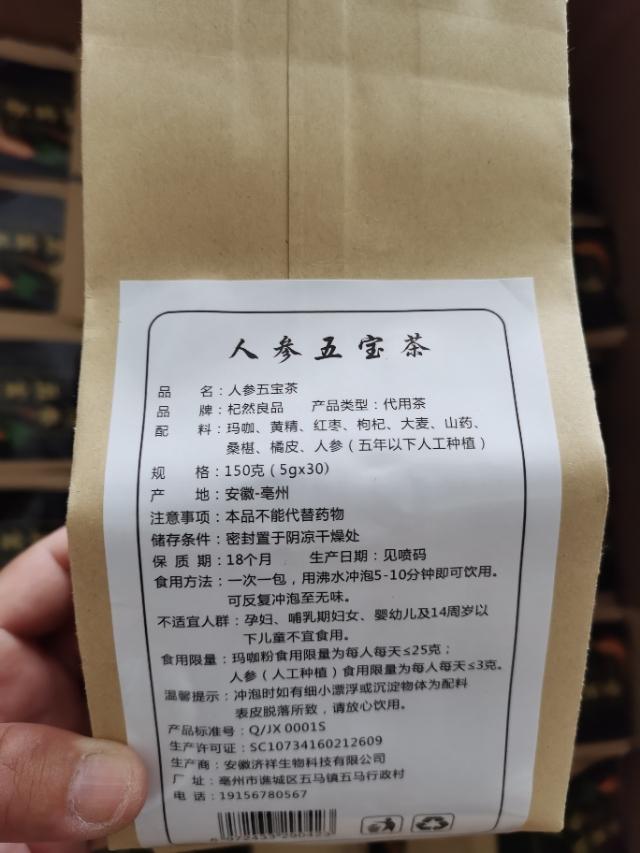 人参五宝茶
品 名：人参五宝茶
品 牌：杞然良品 产品类型：代用茶
配 料：玛咖、黄精、红枣、枸杞、大麦、山药、
桑椹、橘皮、人参（五年以下人工种植）
规 格：150克（5gx30）
产 地：安徽-亳州
注意事项：本品不能代替药物
储存条件：密封置于阴凉干燥处
保 质 期：18个月 生产日期：见喷码
食用方法：一次一包，用沸水冲泡5-10分钟即可饮用。
可反复冲泡至无味。
不适宜人群：孕妇、哺乳期妇女、婴幼儿及14周岁以
下儿童不宜食用。
食用限量：玛咖粉食用限量为每人每天≤25克；
人参（人工种植）食用限量为每人每天≤3克。
温馨提示：冲泡时如有细小漂浮或沉淀物体为配料
表皮脱落所致，请放心饮用。
产品标准号：Q/JX 0001S
生产许可证：SC10734160212609
生产商：安徽济祥生物科技有限公司
厂 址：亳州市谯城区五马镇五马行政村
电 话：19156780567